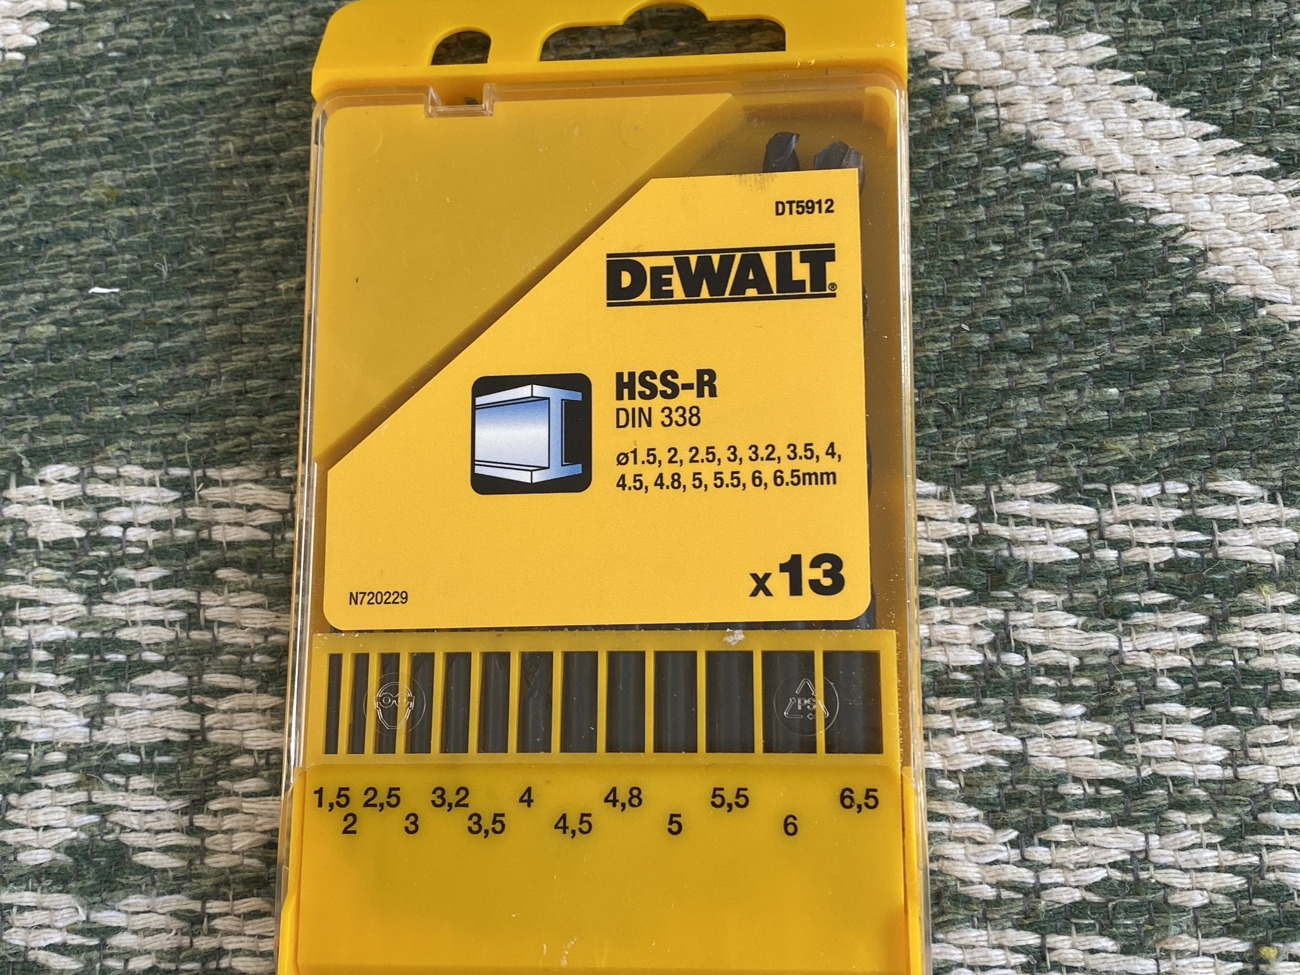 DT5912
DEWALT®
HSS-R
DIN 338
ø1.5, 2, 2.5, 3, 3.2, 3.5, 4,
4.5, 4.8, 5, 5.5, 6, 6.5mm
x13
N720229
PS
1,5 2,5 3,2 4 4,8 5,5 6,5
2 3 3,5 4,5 5 6